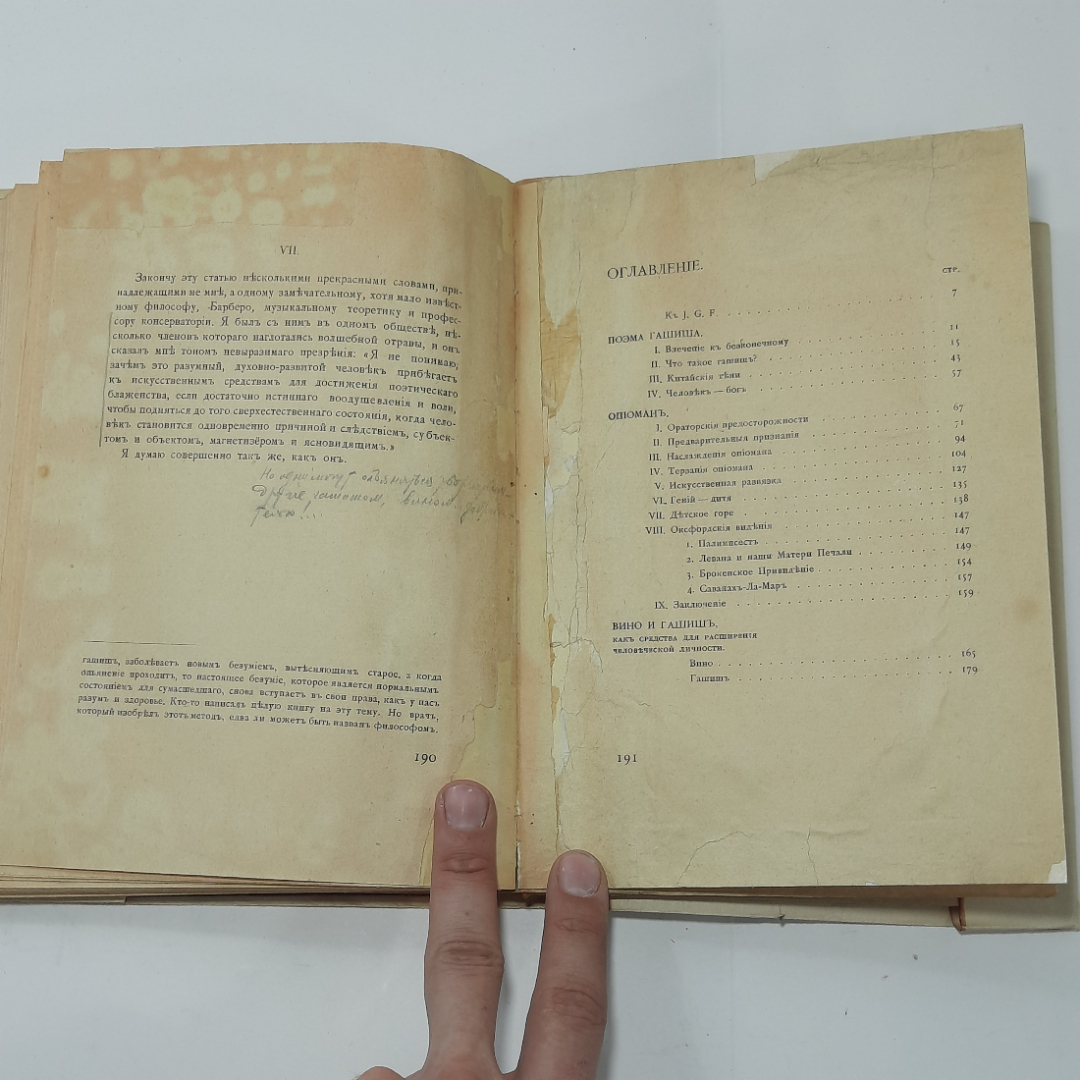 VII.
Закончу эту статью нѣсколькими прекрасными словами, при-
надлежащими не мнѣ, а одному замѣчательному, хотя мало извѣст-
ному философу, Барберо, музыкальному теоретику и профес-
сору консерваторіи. Я былъ съ нимъ въ одномъ обществѣ, нѣ-
сколько членовъ котораго наглотались волшебной отравы, и онъ
сказалъ мнѣ тономъ невыразимаго презрѣнія: «Я не понимаю,
зачѣмъ это разумный, духовно-развитой человѣкъ прибѣгаетъ
къ искусственнымъ средствамъ для достиженія поэтическаго
блаженства, если достаточно истиннаго воодушевленія и воли,
чтобы подняться до того сверхестественнаго состоянія, когда чело-
вѣкъ становится одновременно причиной и слѣдствіемъ, субъек-
томъ и объектомъ, магнетизёромъ и ясновидящимъ.»
Я думаю совершенно такъ же, какъ онъ.
Но одно могут
другие гашишом, вином
гашишъ, заболѣваетъ новымъ безуміемъ, вытѣсняющимъ старое, а когда
опьяненіе проходитъ, то настоящее безуміе, которое является нормальнымъ
состояніемъ для сумасшедшаго, снова вступаетъ въ свои права, какъ у насъ
разумъ и здоровье. Кто-то написалъ цѣлую книгу на эту тему. Но врачъ,
который изобрѣлъ этотъ методъ, едва ли можетъ быть названъ философомъ.
190
ОГЛАВЛЕНІЕ.
СТР.
Къ J. G. F. 7
ПОЭМА ГАШИША.
I. Влеченіе къ безконечному 11
II. Что такое гашишъ? 15
III. Китайскія тѣни 43
IV. Человѣкъ — богъ 57
ОПІОМАНЪ.
I. Ораторскія предосторожности 67
II. Предварительныя признанія 71
III. Наслажденія опіомана 94
IV. Терзанія опіомана 104
V. Искусственная развязка 127
VI. Геній — дитя 135
VII. Дѣтское горе 138
VIII. Оксфордскія видѣнія 147
1. Палимпсестъ 147
2. Левана и наши Матери Печали 149
3. Брокенское Привидѣніе 154
4. Саваннахъ-Ла-Маръ 157
IX. Заключеніе 159
ВИНО И ГАШИШЪ,
КАКЪ СРЕДСТВА ДЛЯ РАСШИРЕНІЯ
ЧЕЛОВѢЧЕСКОЙ ЛИЧНОСТИ.
Вино 165
Гашишъ 179
191